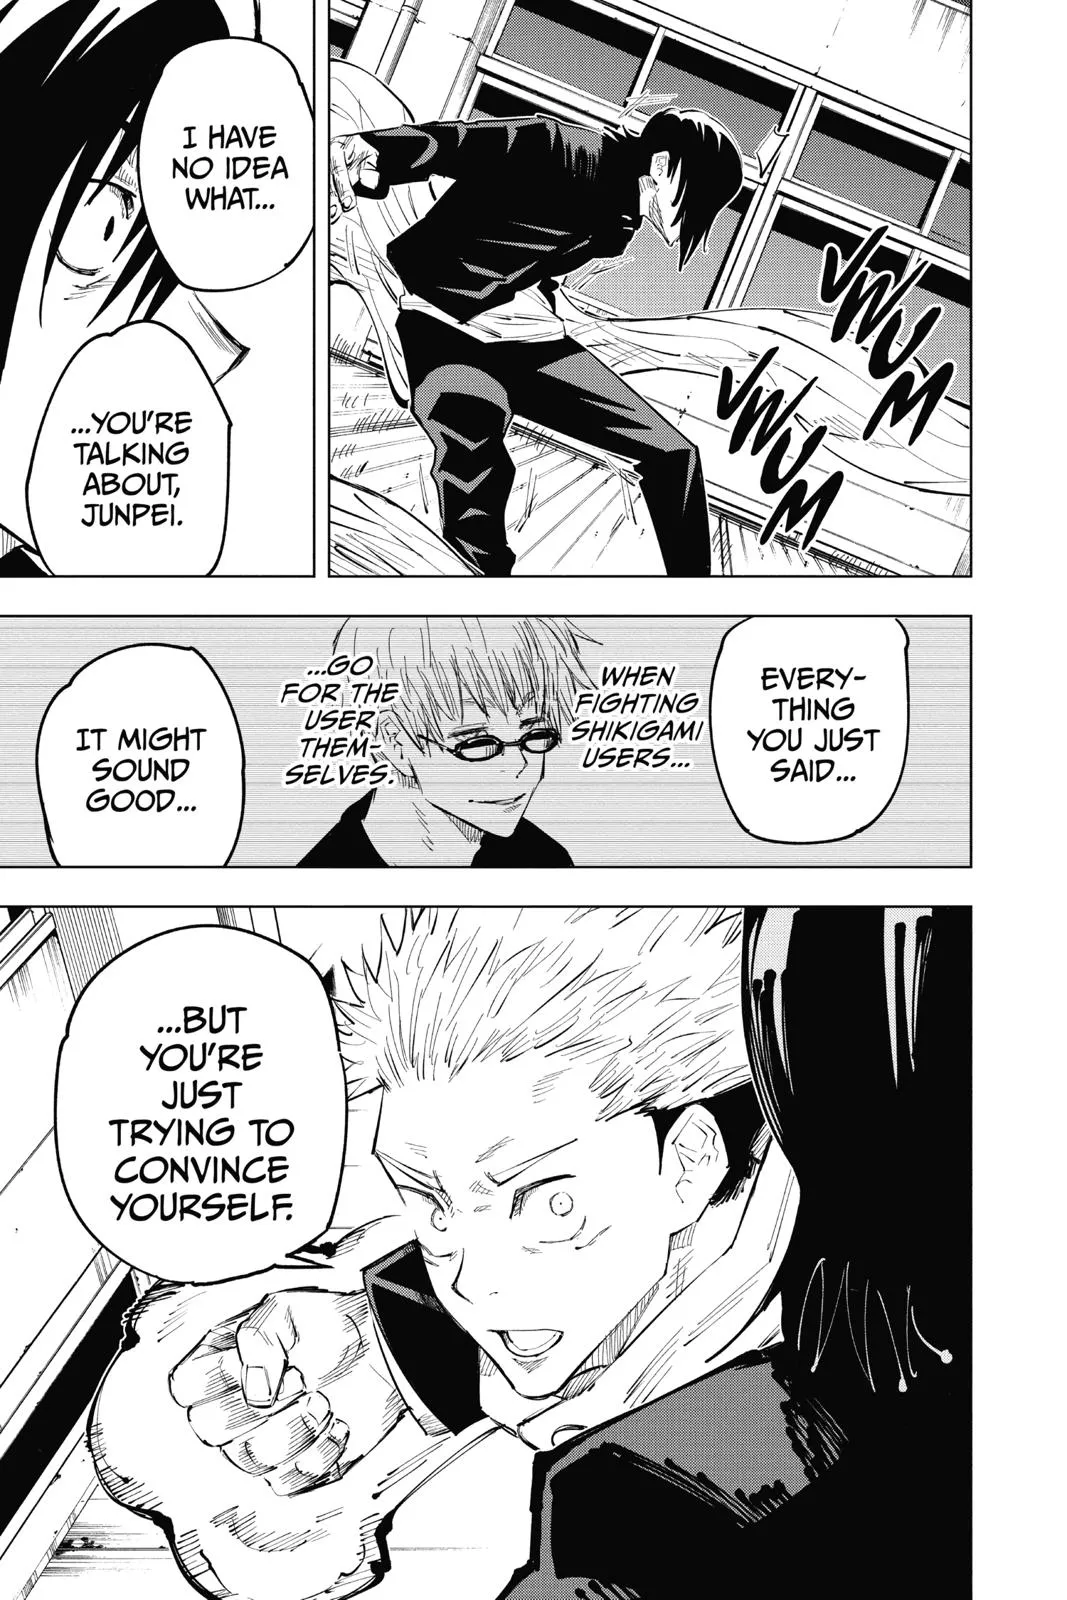 VWUM
VWUM
I HAVE
NO IDEA
WHAT...
...YOU'RE
TALKING
ABOUT,
JUNPEI.
EVERY-
THING
YOU JUST
SAID...
WHEN
FIGHTING
SHIKIGAMI
USERS...
...GO
FOR THE
USER
THEM-
SELVES.
IT MIGHT
SOUND
GOOD...
...BUT
YOU'RE
JUST
TRYING TO
CONVINCE
YOURSELF.